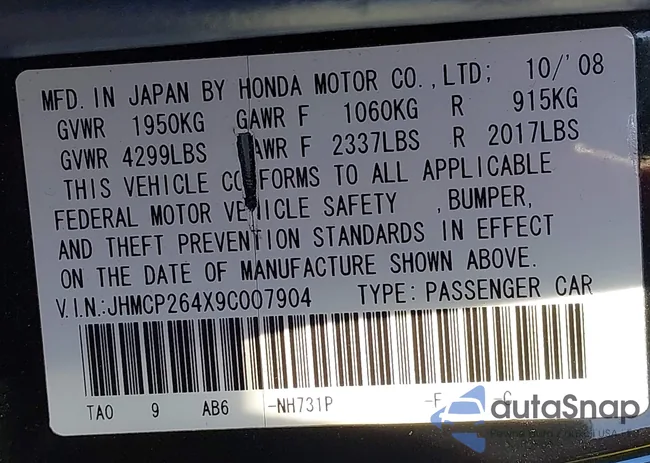 MFD. IN JAPAN BY HONDA MOTOR CO., LTD; 10/'08
GVWR 1950KG GAWR F 1060KG R 915KG
GVWR 4299LBS AWR F 2337LBS R 2017LBS
THIS VEHICLE CO FORMS TO ALL APPLICABLE
FEDERAL MOTOR VEHICLE SAFETY , BUMPER,
AND THEFT PREVENTION STANDARDS IN EFFECT
ON THE DATE OF MANUFACTURE SHOWN ABOVE.
V.I.N.:JHMCP264X9C007904 TYPE: PASSENGER CAR
TA0 9 AB6 -NH731P -F -C
autoSnap